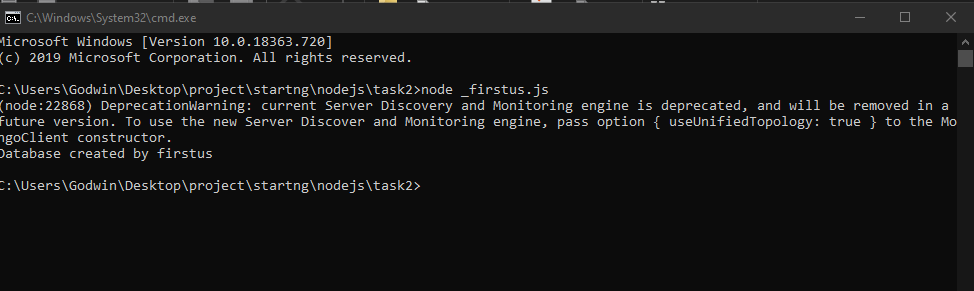 C:\Windows\System32\cmd.exe
Microsoft Windows [Version 10.0.18363.720]
(c) 2019 Microsoft Corporation. All rights reserved.
C:\Users\Godwin\Desktop\project\startng\nodejs\task2>node _firstus.js
(node:22868) DeprecationWarning: current Server Discovery and Monitoring engine is deprecated, and will be removed in a
future version. To use the new Server Discover and Monitoring engine, pass option { useUnifiedTopology: true } to the Mo
ngoClient constructor.
Database created by firstus
C:\Users\Godwin\Desktop\project\startng\nodejs\task2>